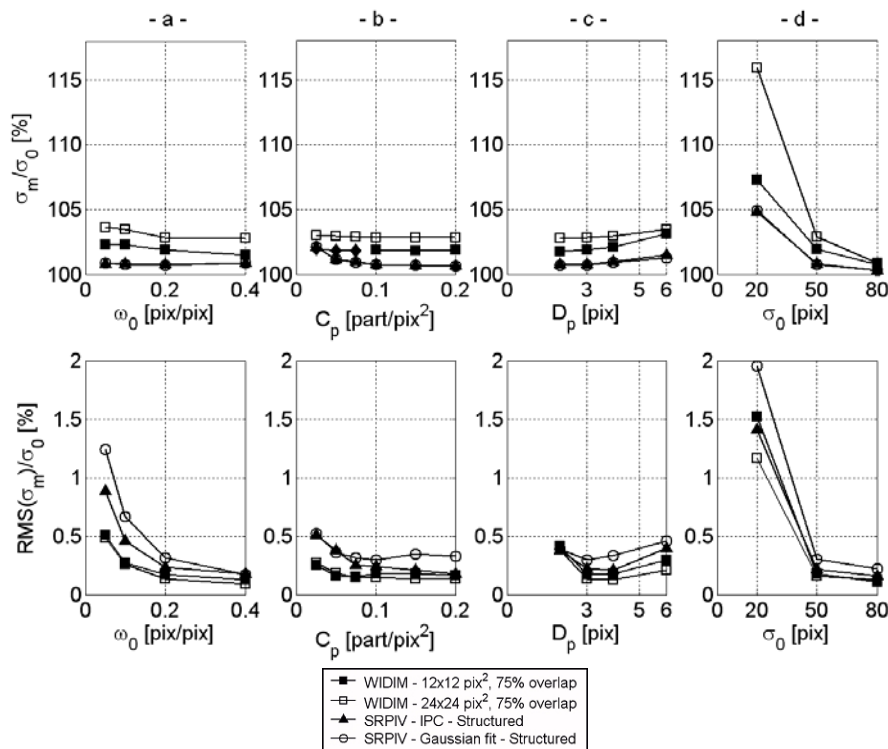 - a - - b - - c - - d -
σm/σ0 [%]
115
110
105
100
0 0.2 0.4
ω0 [pix/pix]
115
110
105
100
0 0.1 0.2
Cp [part/pix²]
115
110
105
100
0 3 5 6
Dp [pix]
115
110
105
100
0 20 50 80
σ0 [pix]
RMS(σm)/σ0 [%]
2
1.5
1
0.5
0
0 0.2 0.4
ω0 [pix/pix]
2
1.5
1
0.5
0
0 0.1 0.2
Cp [part/pix²]
2
1.5
1
0.5
0
0 3 5 6
Dp [pix]
2
1.5
1
0.5
0
20 50 80
σ0 [pix]
WIDIM - 12x12 pix², 75% overlap
WIDIM - 24x24 pix², 75% overlap
SRPIV - IPC - Structured
SRPIV - Gaussian fit - Structured